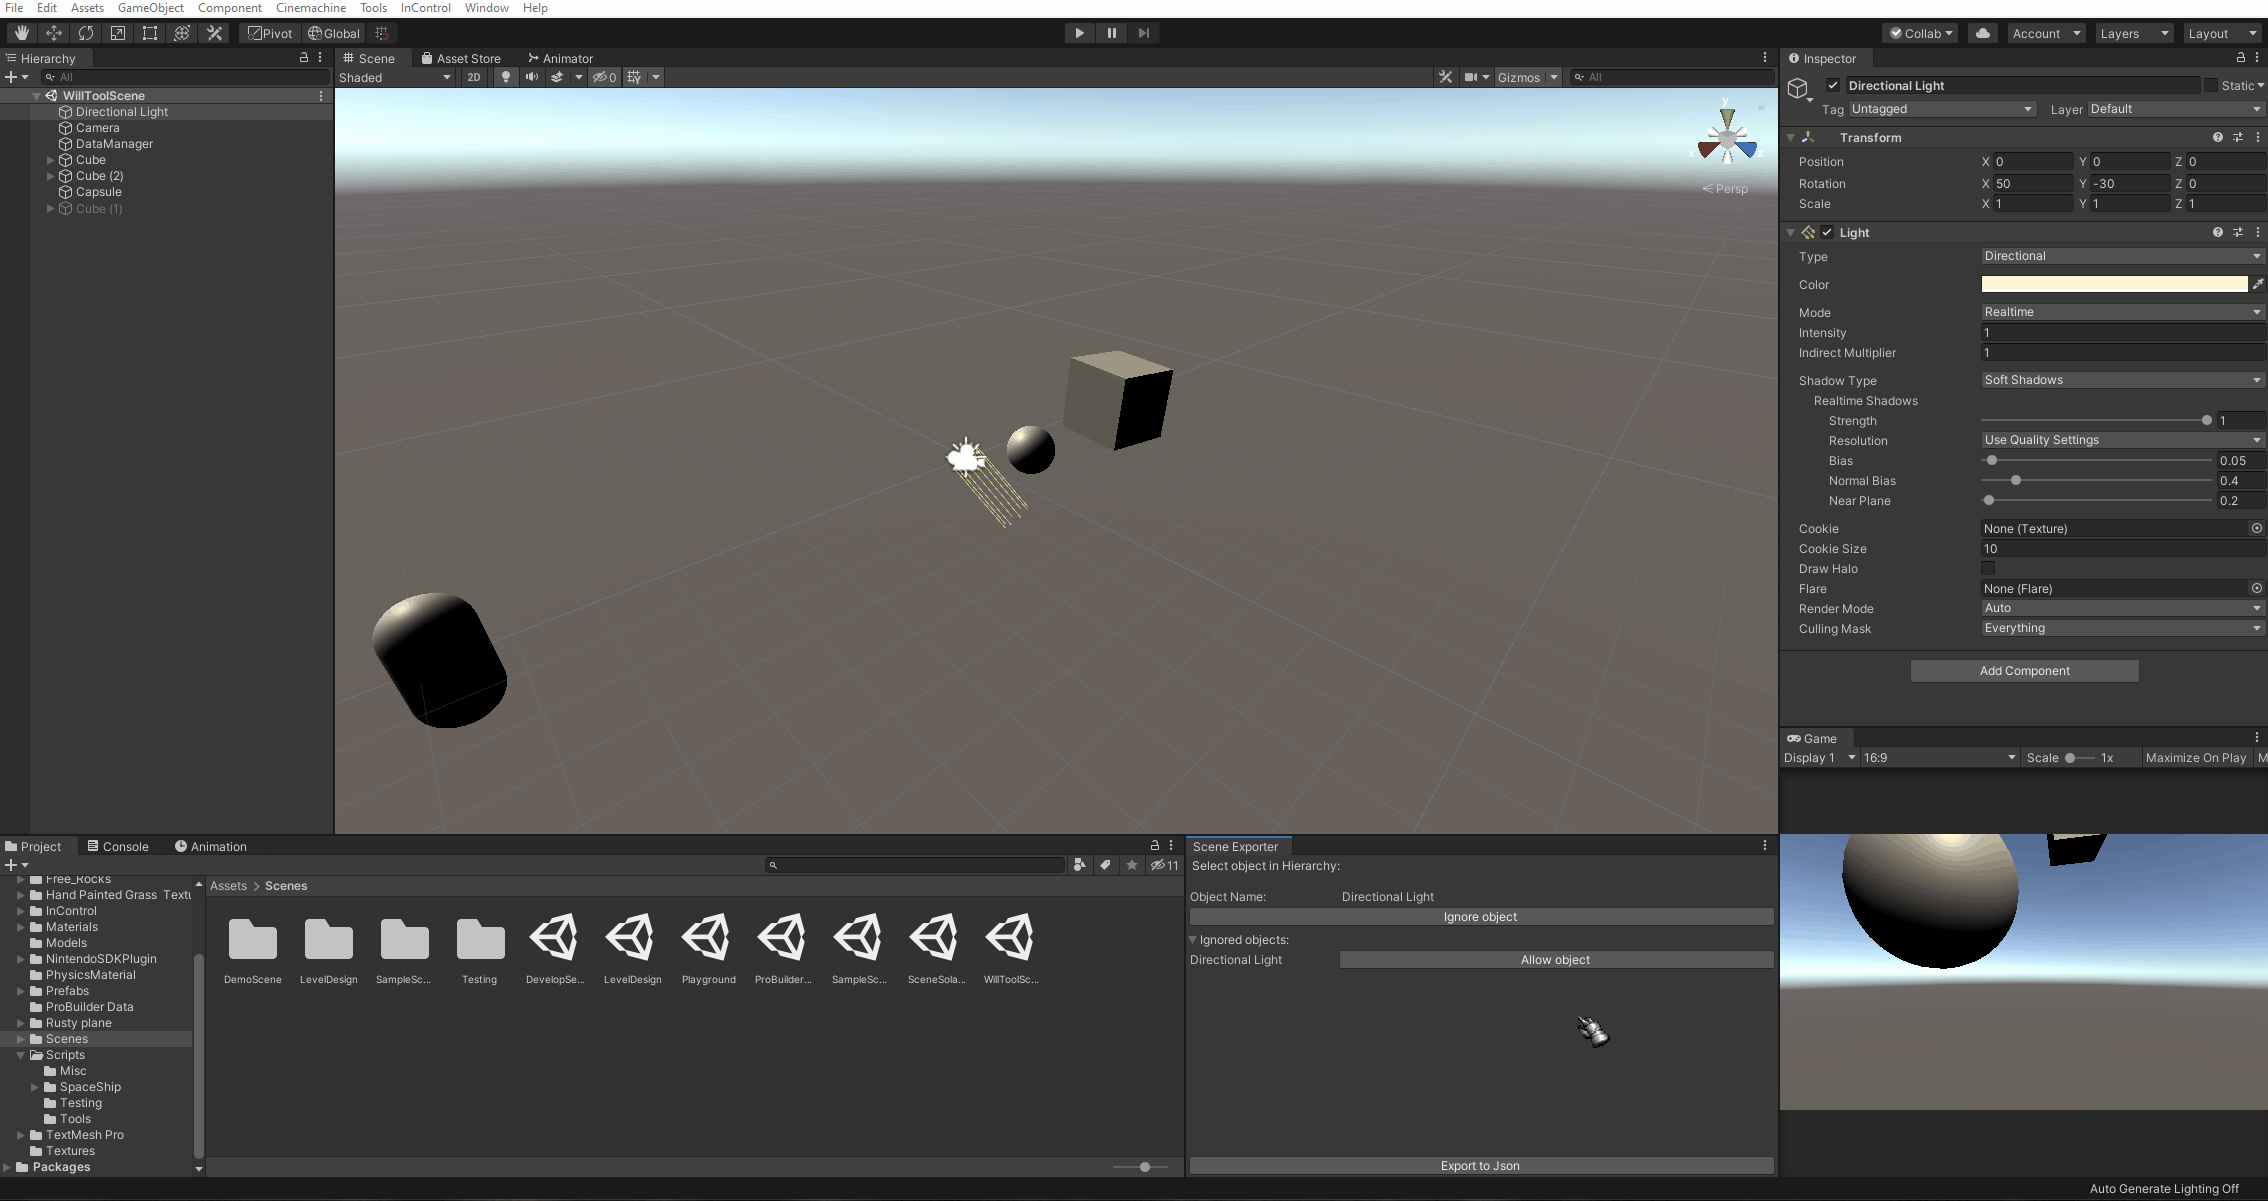 File Edit Assets GameObject Component Cinemachine Tools InControl Window Help
Pivot Global Collab Account Layers Layout
Hierarchy
All
WillToolScene
Directional Light
Camera
DataManager
Cube
Cube (2)
Capsule
Cube (1)
Scene Asset Store Animator
Shaded 2D 0 Gizmos All
y
x z
Persp
Inspector
Directional Light Static
Tag Untagged Layer Default
Transform
Position X 0 Y 0 Z 0
Rotation X 50 Y -30 Z 0
Scale X 1 Y 1 Z 1
Light
Type Directional
Color
Mode Realtime
Intensity 1
Indirect Multiplier 1
Shadow Type Soft Shadows
Realtime Shadows
Strength 1
Resolution Use Quality Settings
Bias 0.05
Normal Bias 0.4
Near Plane 0.2
Cookie None (Texture)
Cookie Size 10
Draw Halo
Flare None (Flare)
Render Mode Auto
Culling Mask Everything
Add Component
Game
Display 1 16:9 Scale 1x Maximize On Play M
Project Console Animation
11
Free_Rocks
Hand Painted Grass Textu
InControl
Materials
Models
NintendoSDKPlugin
PhysicsMaterial
Prefabs
ProBuilder Data
Rusty plane
Scenes
Scripts
Misc
SpaceShip
Testing
Tools
TextMesh Pro
Textures
Packages
Assets > Scenes
DemoScene LevelDesign SampleSc... Testing DevelopSe... LevelDesign Playground ProBuilder... SampleSc... SceneSola... WillToolSc...
Scene Exporter
Select object in Hierarchy:
Object Name: Directional Light
Ignore object
Ignored objects:
Directional Light Allow object
Export to Json
Auto Generate Lighting Off